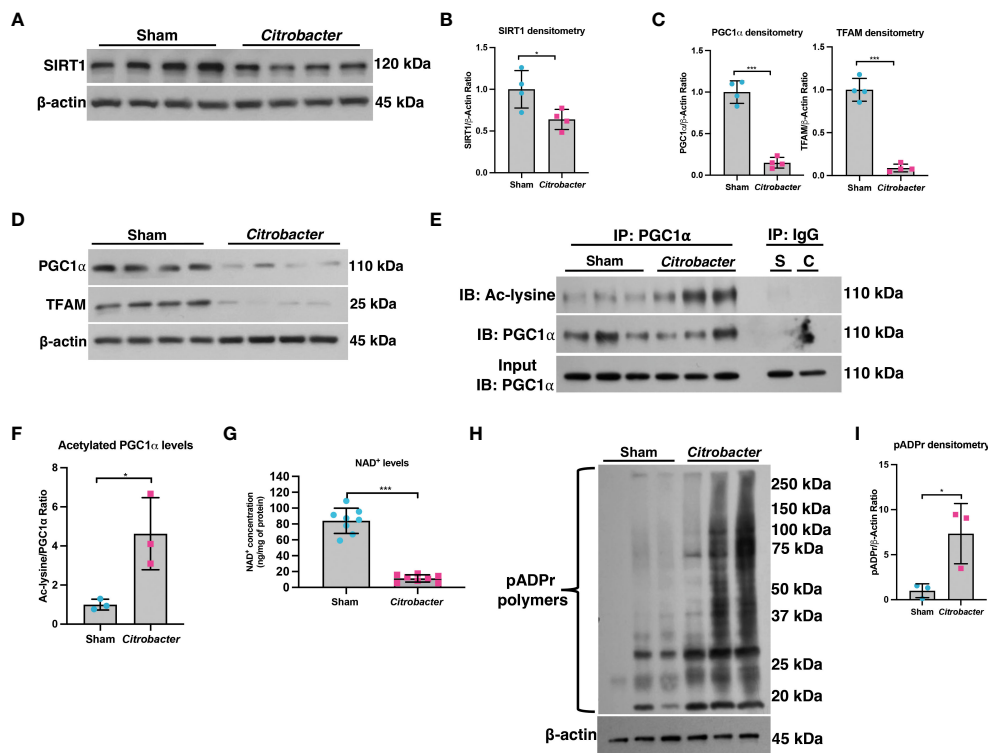 A
Sham Citrobacter
SIRT1 120 kDa
β-actin 45 kDa
B
SIRT1 densitometry
SIRT1/β-Actin Ratio
1.5
1.0
0.5
0.0
*
Sham Citrobacter
C
PGC1α densitometry
PGC1α/β-Actin Ratio
1.5
1.0
0.5
0.0
***
Sham Citrobacter
TFAM densitometry
TFAM/β-Actin Ratio
1.5
1.0
0.5
0.0
***
Sham Citrobacter
D
Sham Citrobacter
PGC1α 110 kDa
TFAM 25 kDa
β-actin 45 kDa
E
IP: PGC1α IP: IgG
Sham Citrobacter S C
IB: Ac-lysine 110 kDa
IB: PGC1α 110 kDa
Input
IB: PGC1α 110 kDa
F
Acetylated PGC1α levels
Ac-lysine/PGC1α Ratio
8
6
4
2
0
*
Sham Citrobacter
G
NAD⁺ levels
NAD⁺ concentration
(ng/mg of protein)
140
120
100
80
60
40
20
0
***
Sham Citrobacter
H
Sham Citrobacter
pADPr
polymers
250 kDa
150 kDa
100 kDa
75 kDa
50 kDa
37 kDa
25 kDa
20 kDa
β-actin 45 kDa
I
pADPr densitometry
pADPr/β-Actin Ratio
15
10
5
0
*
Sham Citrobacter